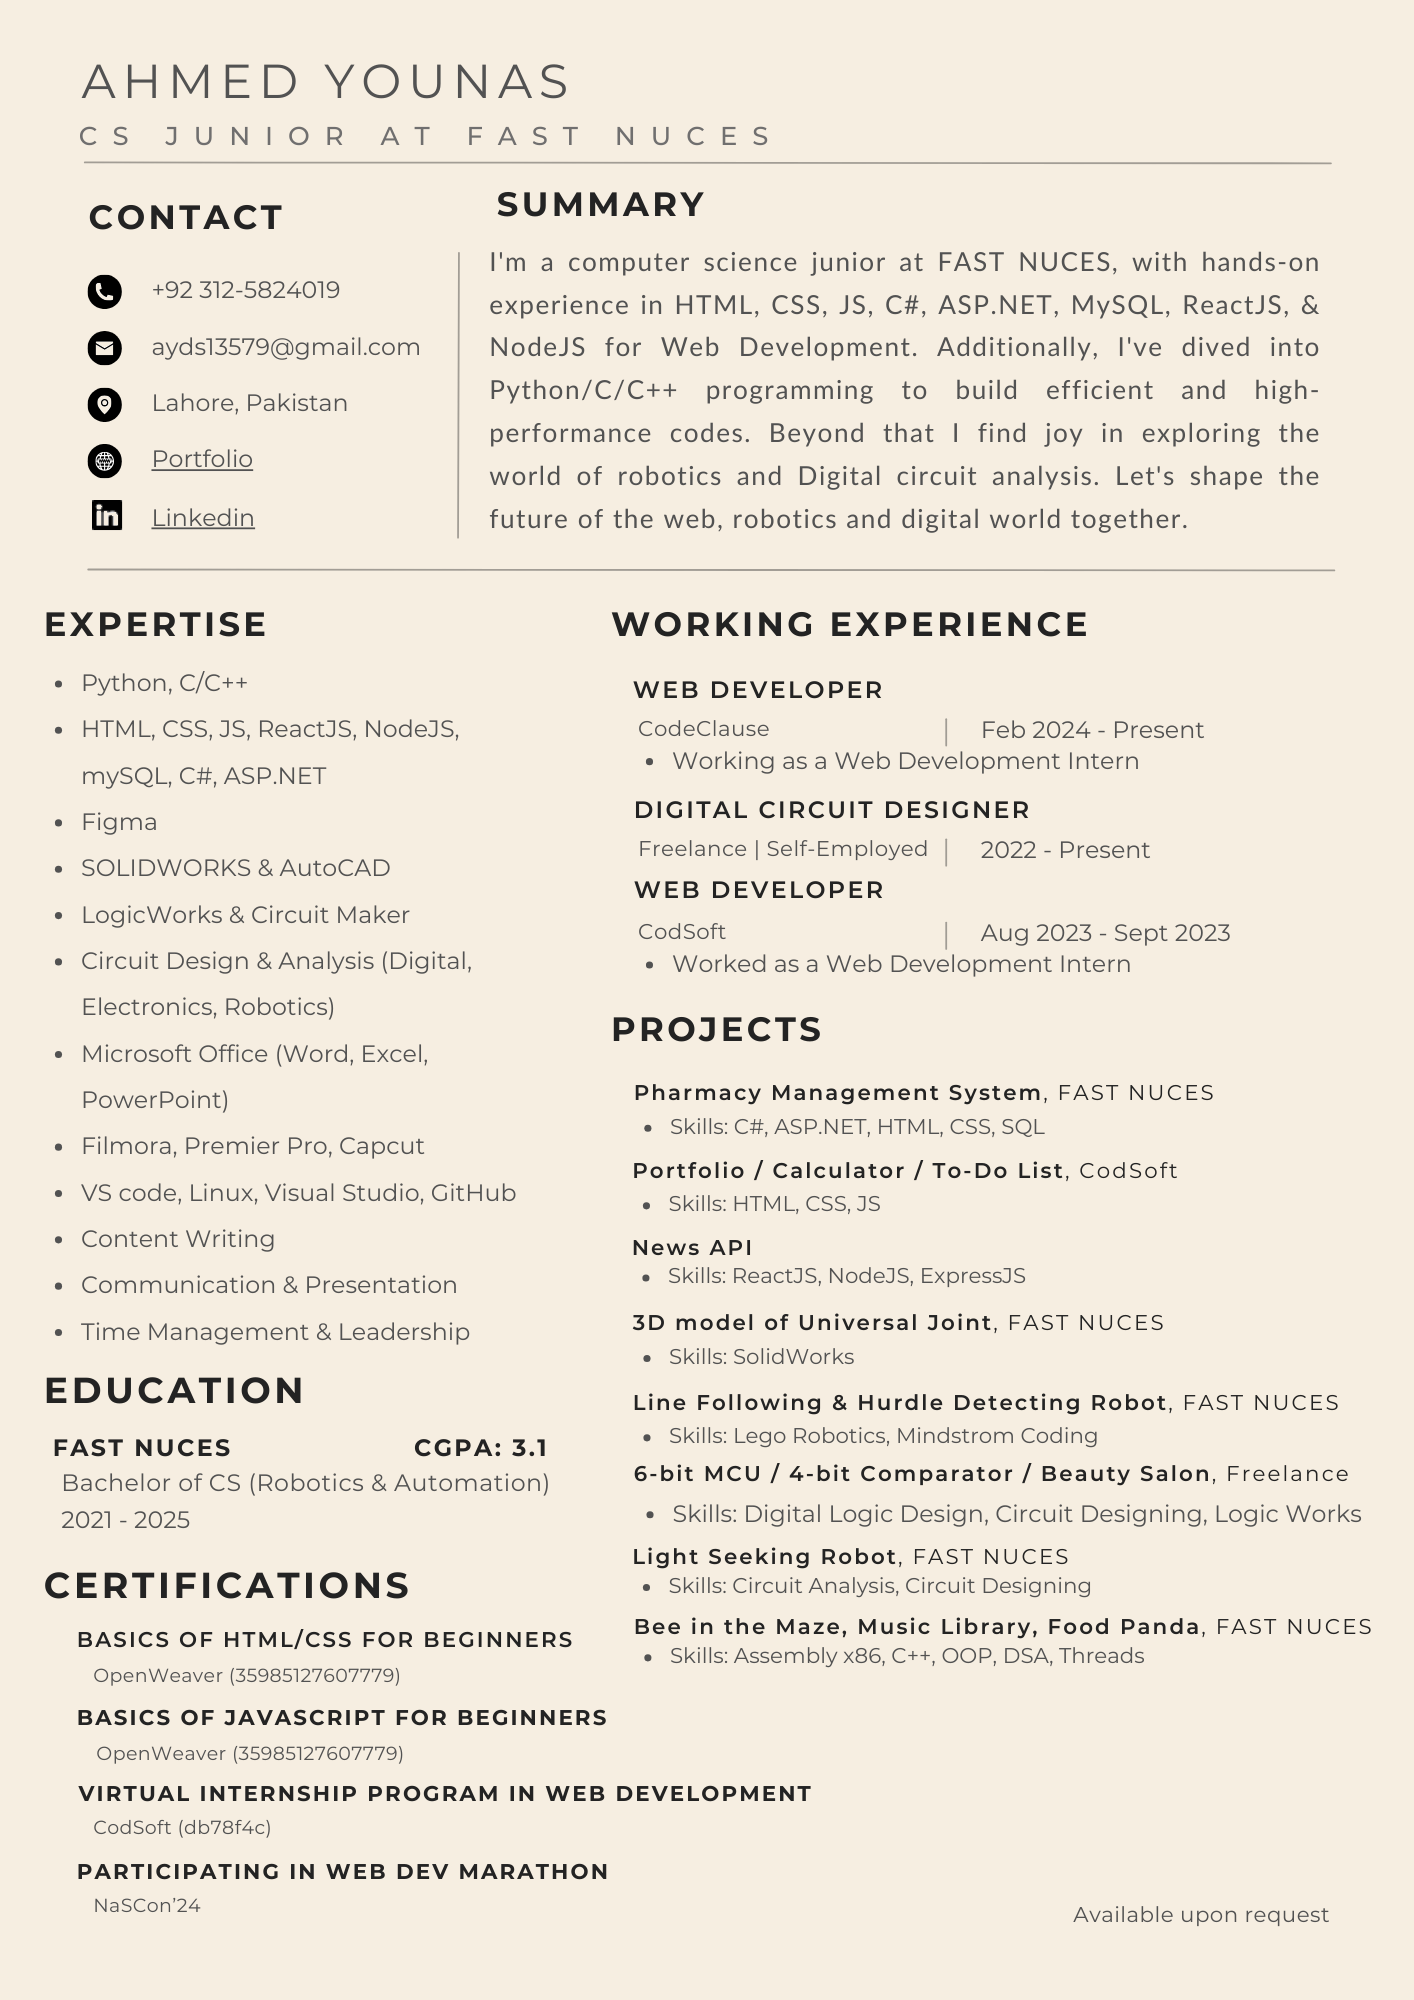 AHMED YOUNAS
CS JUNIOR AT FAST NUCES
CONTACT
+92 312-5824019
ayds13579@gmail.com
Lahore, Pakistan
Portfolio
in Linkedin
SUMMARY
I'm a computer science junior at FAST NUCES, with hands-on
experience in HTML, CSS, JS, C#, ASP.NET, MySQL, ReactJS, &
NodeJS for Web Development. Additionally, I've dived into
Python/C/C++ programming to build efficient and high-
performance codes. Beyond that I find joy in exploring the
world of robotics and Digital circuit analysis. Let's shape the
future of the web, robotics and digital world together.
EXPERTISE
• Python, C/C++
• HTML, CSS, JS, ReactJS, NodeJS,
mySQL, C#, ASP.NET
• Figma
• SOLIDWORKS & AutoCAD
• LogicWorks & Circuit Maker
• Circuit Design & Analysis (Digital,
Electronics, Robotics)
• Microsoft Office (Word, Excel,
PowerPoint)
• Filmora, Premier Pro, Capcut
• VS code, Linux, Visual Studio, GitHub
• Content Writing
• Communication & Presentation
• Time Management & Leadership
EDUCATION
FAST NUCES CGPA: 3.1
Bachelor of CS (Robotics & Automation)
2021 - 2025
CERTIFICATIONS
BASICS OF HTML/CSS FOR BEGINNERS
OpenWeaver (35985127607779)
BASICS OF JAVASCRIPT FOR BEGINNERS
OpenWeaver (35985127607779)
VIRTUAL INTERNSHIP PROGRAM IN WEB DEVELOPMENT
CodSoft (db78f4c)
PARTICIPATING IN WEB DEV MARATHON
NaSCon’24
WORKING EXPERIENCE
WEB DEVELOPER
CodeClause | Feb 2024 - Present
• Working as a Web Development Intern
DIGITAL CIRCUIT DESIGNER
Freelance | Self-Employed | 2022 - Present
WEB DEVELOPER
CodSoft | Aug 2023 - Sept 2023
• Worked as a Web Development Intern
PROJECTS
Pharmacy Management System, FAST NUCES
• Skills: C#, ASP.NET, HTML, CSS, SQL
Portfolio / Calculator / To-Do List, CodSoft
• Skills: HTML, CSS, JS
News API
• Skills: ReactJS, NodeJS, ExpressJS
3D model of Universal Joint, FAST NUCES
• Skills: SolidWorks
Line Following & Hurdle Detecting Robot, FAST NUCES
• Skills: Lego Robotics, Mindstrom Coding
6-bit MCU / 4-bit Comparator / Beauty Salon, Freelance
• Skills: Digital Logic Design, Circuit Designing, Logic Works
Light Seeking Robot, FAST NUCES
• Skills: Circuit Analysis, Circuit Designing
Bee in the Maze, Music Library, Food Panda, FAST NUCES
• Skills: Assembly x86, C++, OOP, DSA, Threads
Available upon request